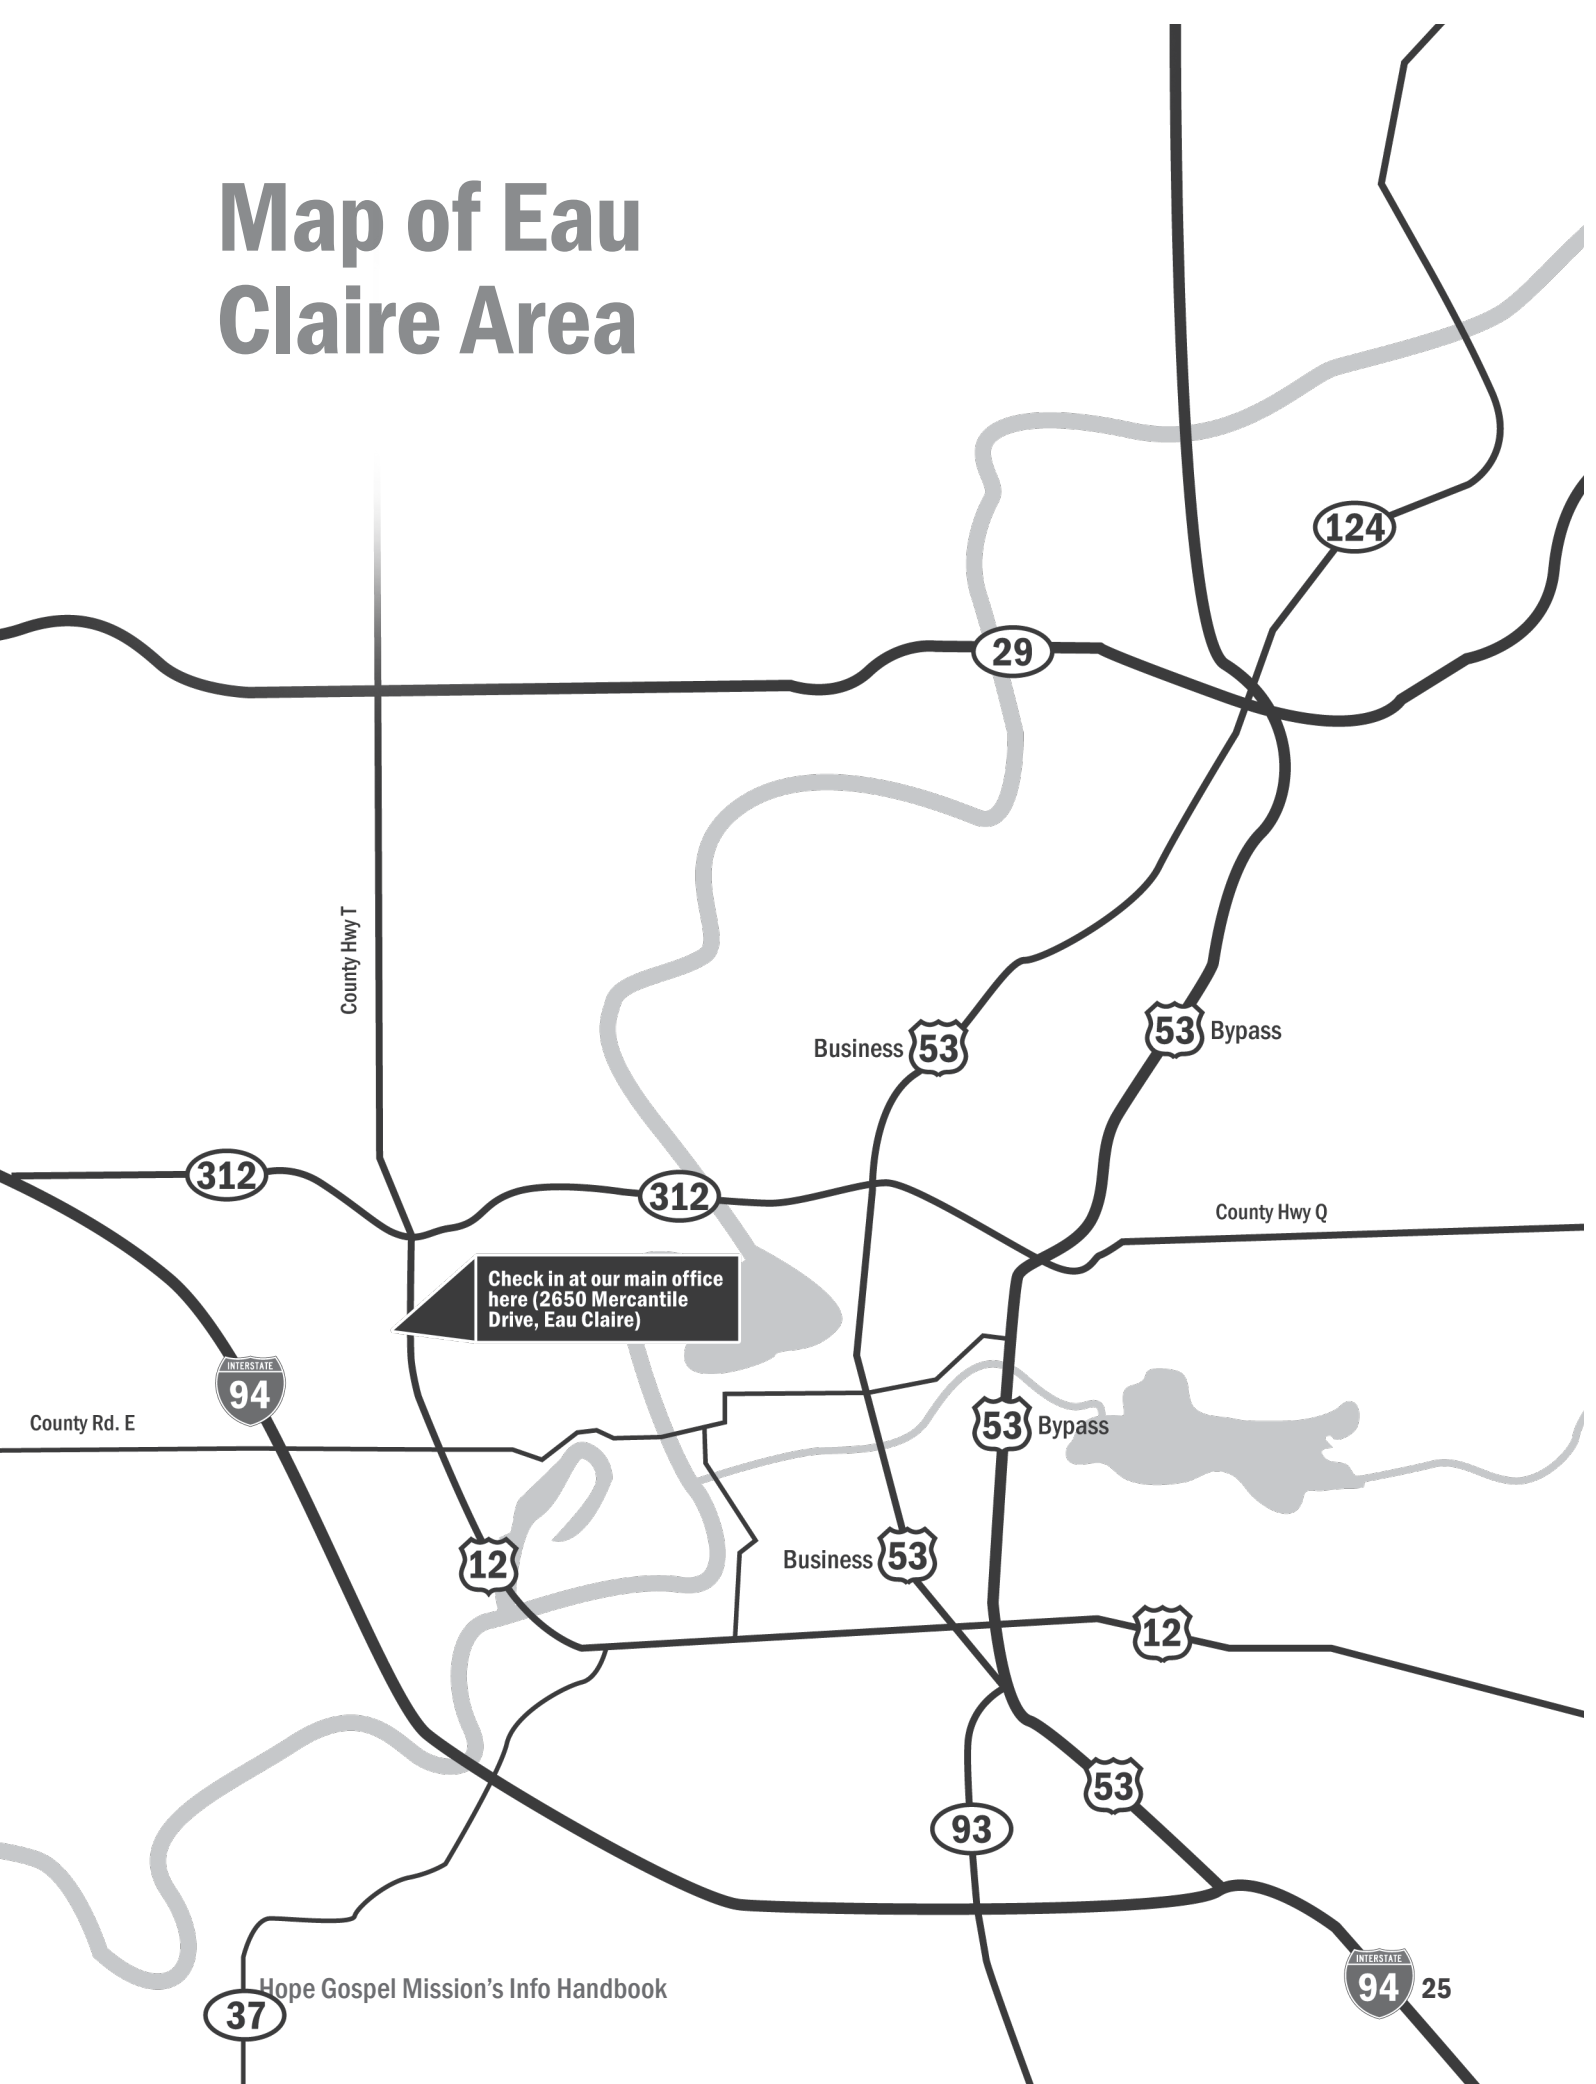 Map of Eau
Claire Area
124
29
County Hwy T
53 Bypass
Business 53
312
312
County Hwy Q
Check in at our main office
here (2650 Mercantile
Drive, Eau Claire)
INTERSTATE
94
County Rd. E
53 Bypass
12
Business 53
12
53
93
INTERSTATE
94
25
Hope Gospel Mission's Info Handbook
37